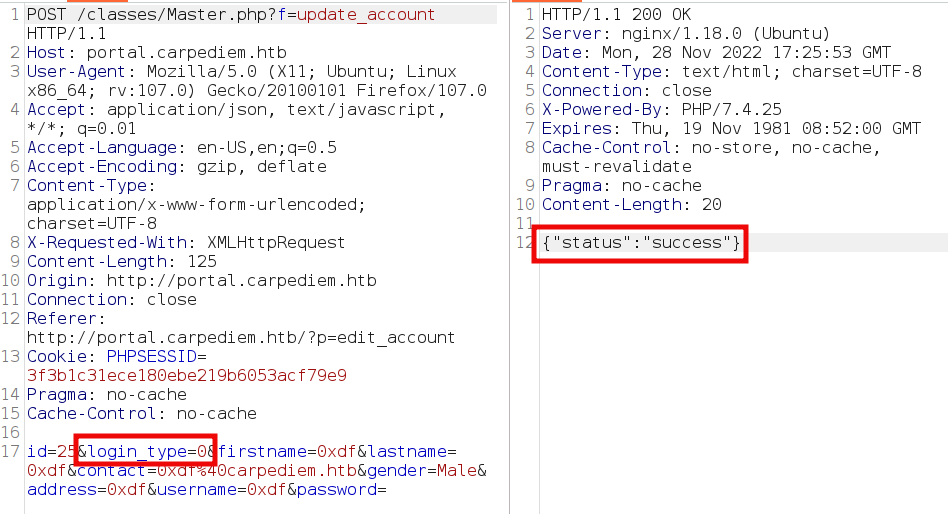 1 POST /classes/Master.php?f=update_account
HTTP/1.1
2 Host: portal.carpediem.htb
3 User-Agent: Mozilla/5.0 (X11; Ubuntu; Linux
x86_64; rv:107.0) Gecko/20100101 Firefox/107.0
4 Accept: application/json, text/javascript,
*/*; q=0.01
5 Accept-Language: en-US,en;q=0.5
6 Accept-Encoding: gzip, deflate
7 Content-Type:
application/x-www-form-urlencoded;
charset=UTF-8
8 X-Requested-With: XMLHttpRequest
9 Content-Length: 125
10 Origin: http://portal.carpediem.htb
11 Connection: close
12 Referer:
http://portal.carpediem.htb/?p=edit_account
13 Cookie: PHPSESSID=
3f3b1c31ece180ebe219b6053acf79e9
14 Pragma: no-cache
15 Cache-Control: no-cache
16
17 id=25&login_type=0&firstname=0xdf&lastname=
0xdf&contact=0xdf%40carpediem.htb&gender=Male&
address=0xdf&username=0xdf&password=
1 HTTP/1.1 200 OK
2 Server: nginx/1.18.0 (Ubuntu)
3 Date: Mon, 28 Nov 2022 17:25:53 GMT
4 Content-Type: text/html; charset=UTF-8
5 Connection: close
6 X-Powered-By: PHP/7.4.25
7 Expires: Thu, 19 Nov 1981 08:52:00 GMT
8 Cache-Control: no-store, no-cache,
must-revalidate
9 Pragma: no-cache
10 Content-Length: 20
11
12 {"status":"success"}